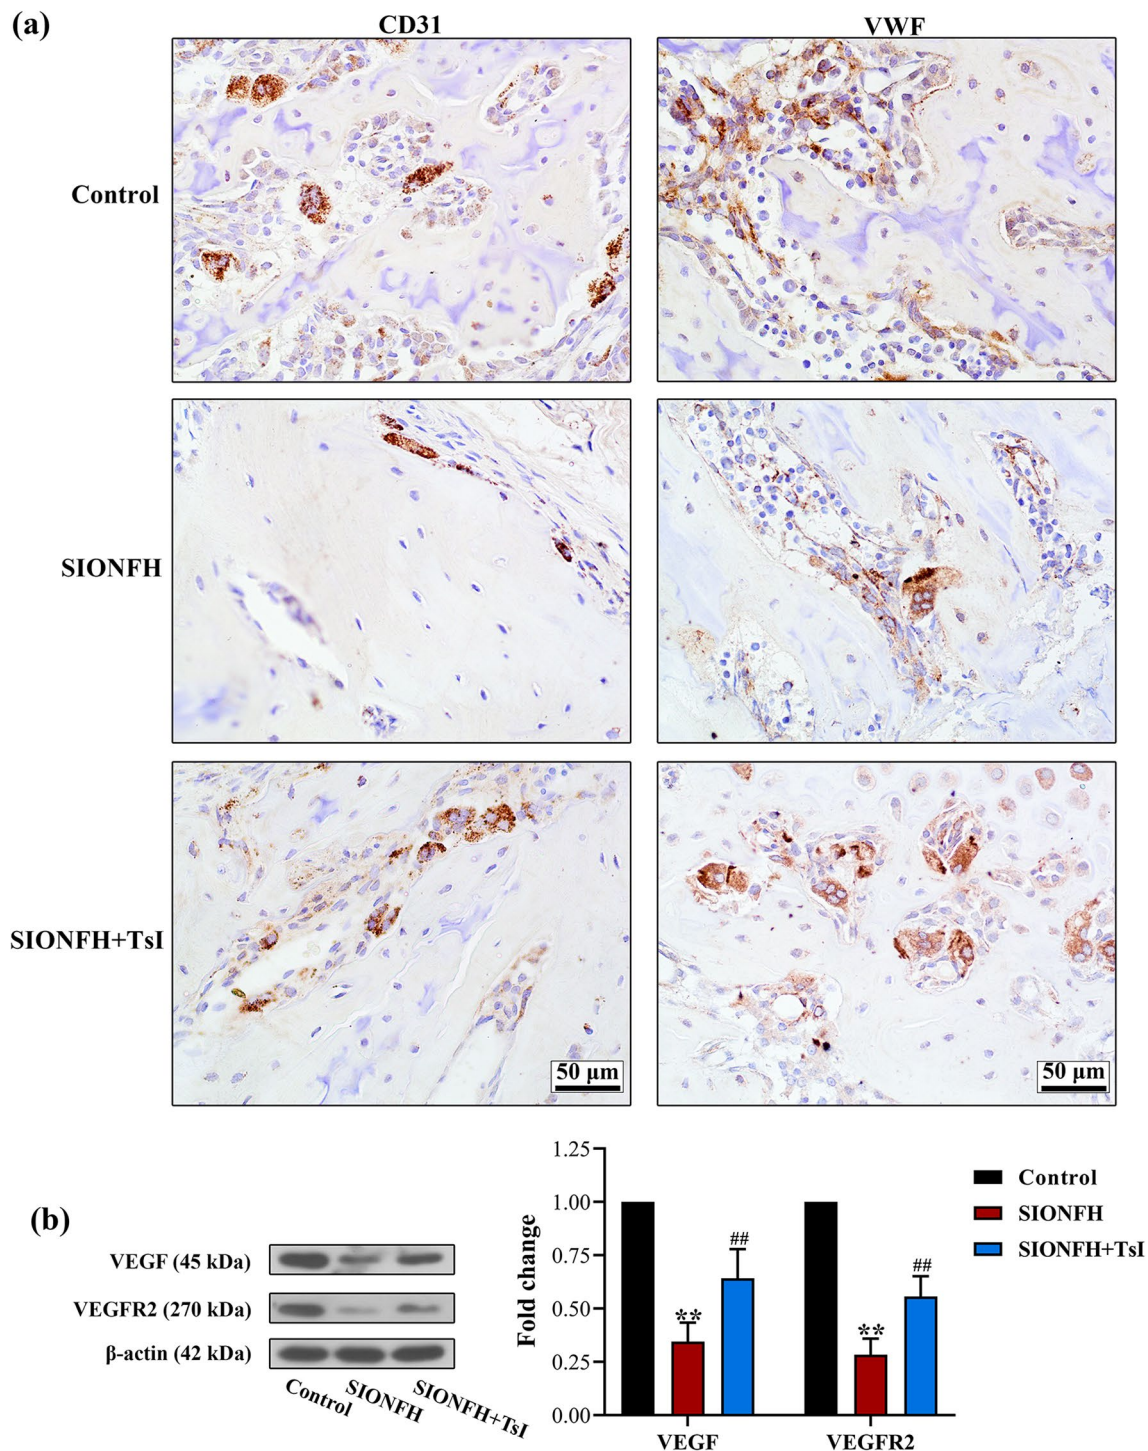 (a)
CD31
VWF
Control
SIONFH
SIONFH+TsI
50 μm
50 μm
(b)
VEGF (45 kDa)
VEGFR2 (270 kDa)
β-actin (42 kDa)
Control
SIONFH
SIONFH+TsI
Fold change
1.25
1.00
0.75
0.50
0.25
0.00
**
##
**
##
VEGF
VEGFR2
Control
SIONFH
SIONFH+TsI